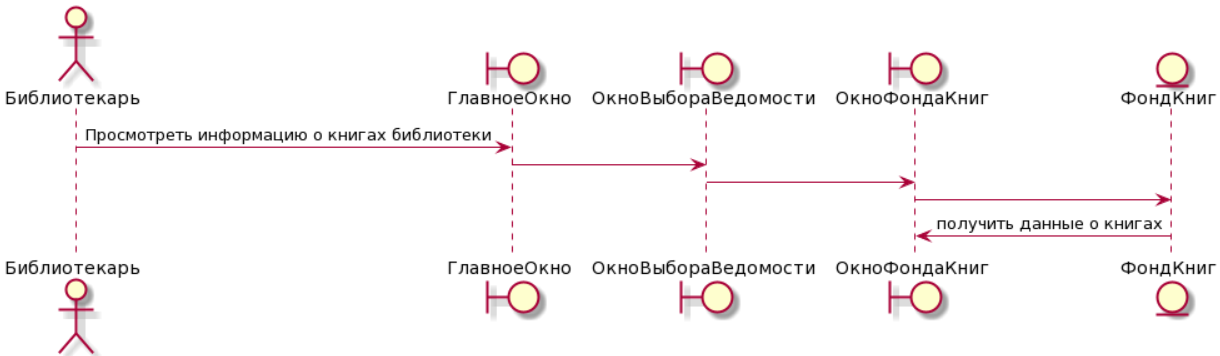 Библиотекарь
ГлавноеОкно
ОкноВыбораВедомости
ОкноФондаКниг
ФондКниг
Просмотреть информацию о книгах библиотеки
получить данные о книгах
Библиотекарь
ГлавноеОкно
ОкноВыбораВедомости
ОкноФондаКниг
ФондКниг